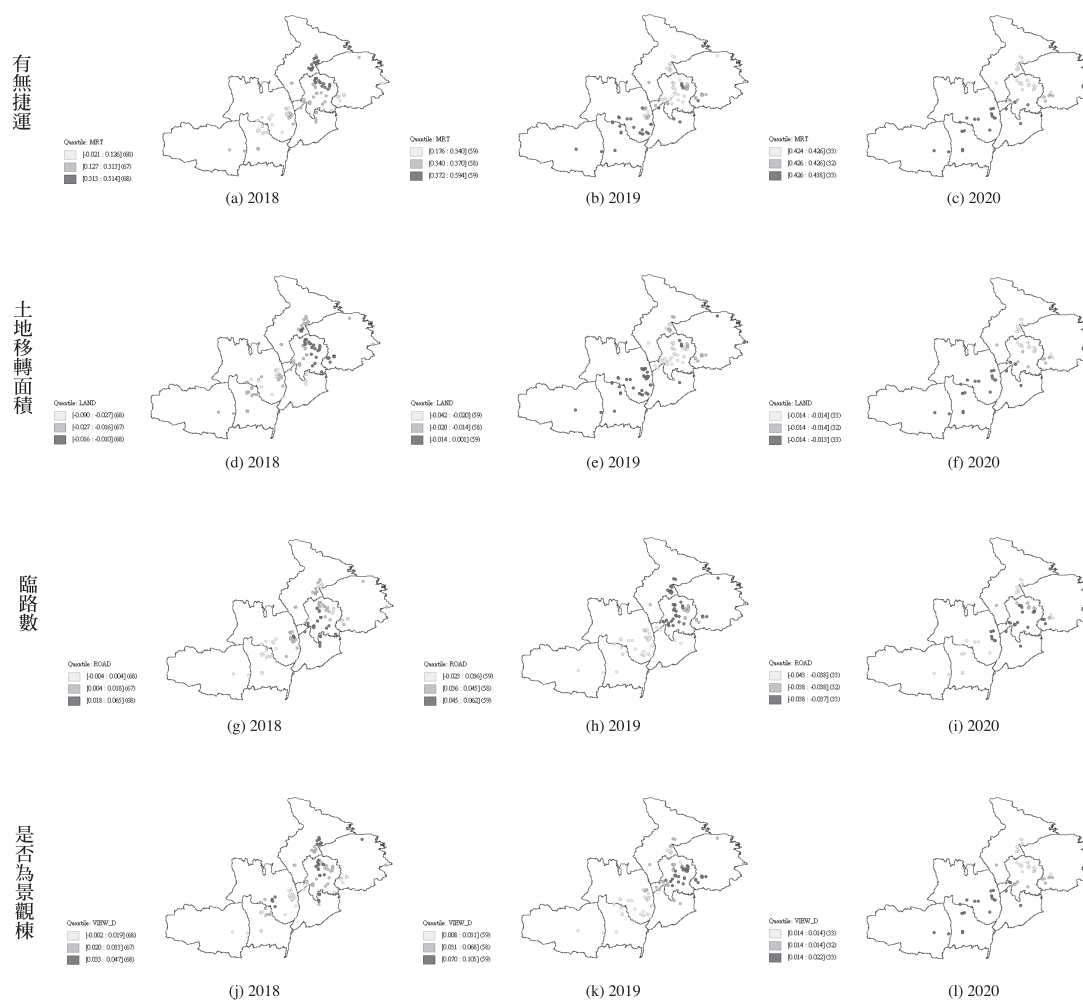 有無捷運
Quantile: MRT
[-0.021 : 0.126] (68)
[0.127 : 0.313] (67)
[0.313 : 0.514] (68)
(a) 2018
Quantile: MRT
[0.176 : 0.340] (59)
[0.340 : 0.370] (58)
[0.372 : 0.594] (59)
(b) 2019
Quantile: MRT
[0.424 : 0.426] (33)
[0.426 : 0.426] (32)
[0.426 : 0.438] (33)
(c) 2020
土地移轉面積
Quantile: LAND
[-0.090 : -0.027] (68)
[-0.027 : -0.016] (67)
[-0.016 : -0.010] (68)
(d) 2018
Quantile: LAND
[-0.042 : -0.020] (59)
[-0.020 : -0.014] (58)
[-0.014 : 0.001] (59)
(e) 2019
Quantile: LAND
[-0.014 : -0.014] (33)
[-0.014 : -0.014] (32)
[-0.014 : -0.013] (33)
(f) 2020
臨路數
Quantile: ROAD
[-0.004 : 0.004] (68)
[0.004 : 0.018] (67)
[0.018 : 0.065] (68)
(g) 2018
Quantile: ROAD
[-0.023 : 0.036] (59)
[0.036 : 0.045] (58)
[0.045 : 0.062] (59)
(h) 2019
Quantile: ROAD
[-0.043 : -0.038] (33)
[-0.038 : -0.038] (32)
[-0.038 : -0.037] (33)
(i) 2020
是否為景觀棟
Quantile: VIEW_D
[-0.002 : 0.019] (68)
[0.020 : 0.033] (67)
[0.033 : 0.047] (68)
(j) 2018
Quantile: VIEW_D
[0.008 : 0.031] (59)
[0.031 : 0.068] (58)
[0.070 : 0.105] (59)
(k) 2019
Quantile: VIEW_D
[0.014 : 0.014] (33)
[0.014 : 0.014] (32)
[0.014 : 0.022] (33)
(l) 2020